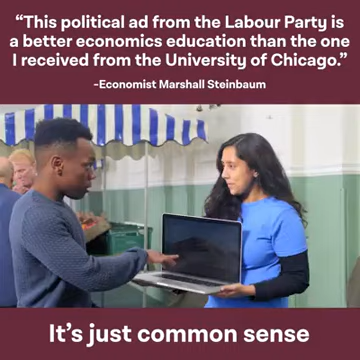 “This political ad from the Labour Party is
a better economics education than the one
I received from the University of Chicago.”
-Economist Marshall Steinbaum
It’s just common sense